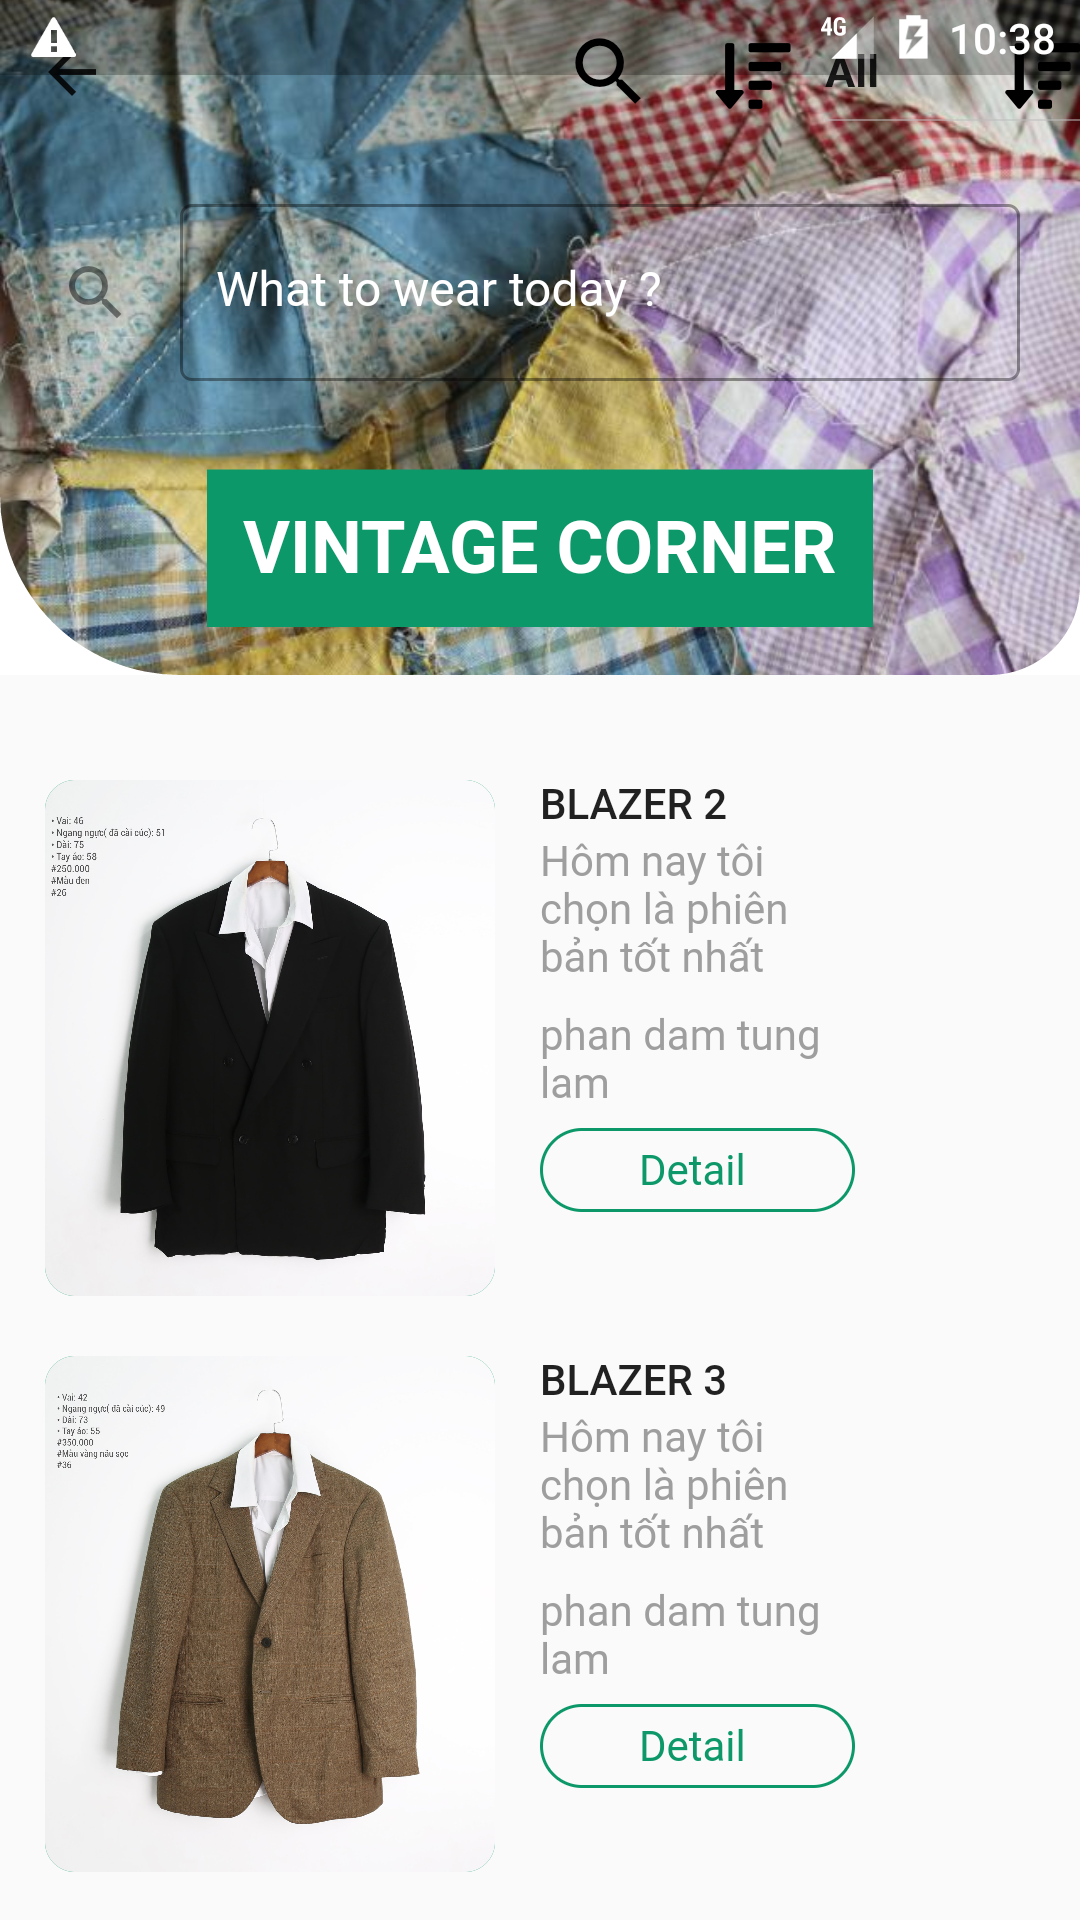 4G 10:38
All
What to wear today ?
VINTAGE CORNER
• Vai: 46
• Ngang ngực( đã cài cúc): 51
• Dài: 75
• Tay áo: 58
#250.000
#Màu đen
#26
BLAZER 2
Hôm nay tôi
chọn là phiên
bản tốt nhất
phan dam tung
lam
Detail
• Vai: 42
• Ngang ngực( đã cài cúc): 49
• Dài: 73
• Tay áo: 55
#350.000
#Màu vàng nâu sọc
#36
BLAZER 3
Hôm nay tôi
chọn là phiên
bản tốt nhất
phan dam tung
lam
Detail